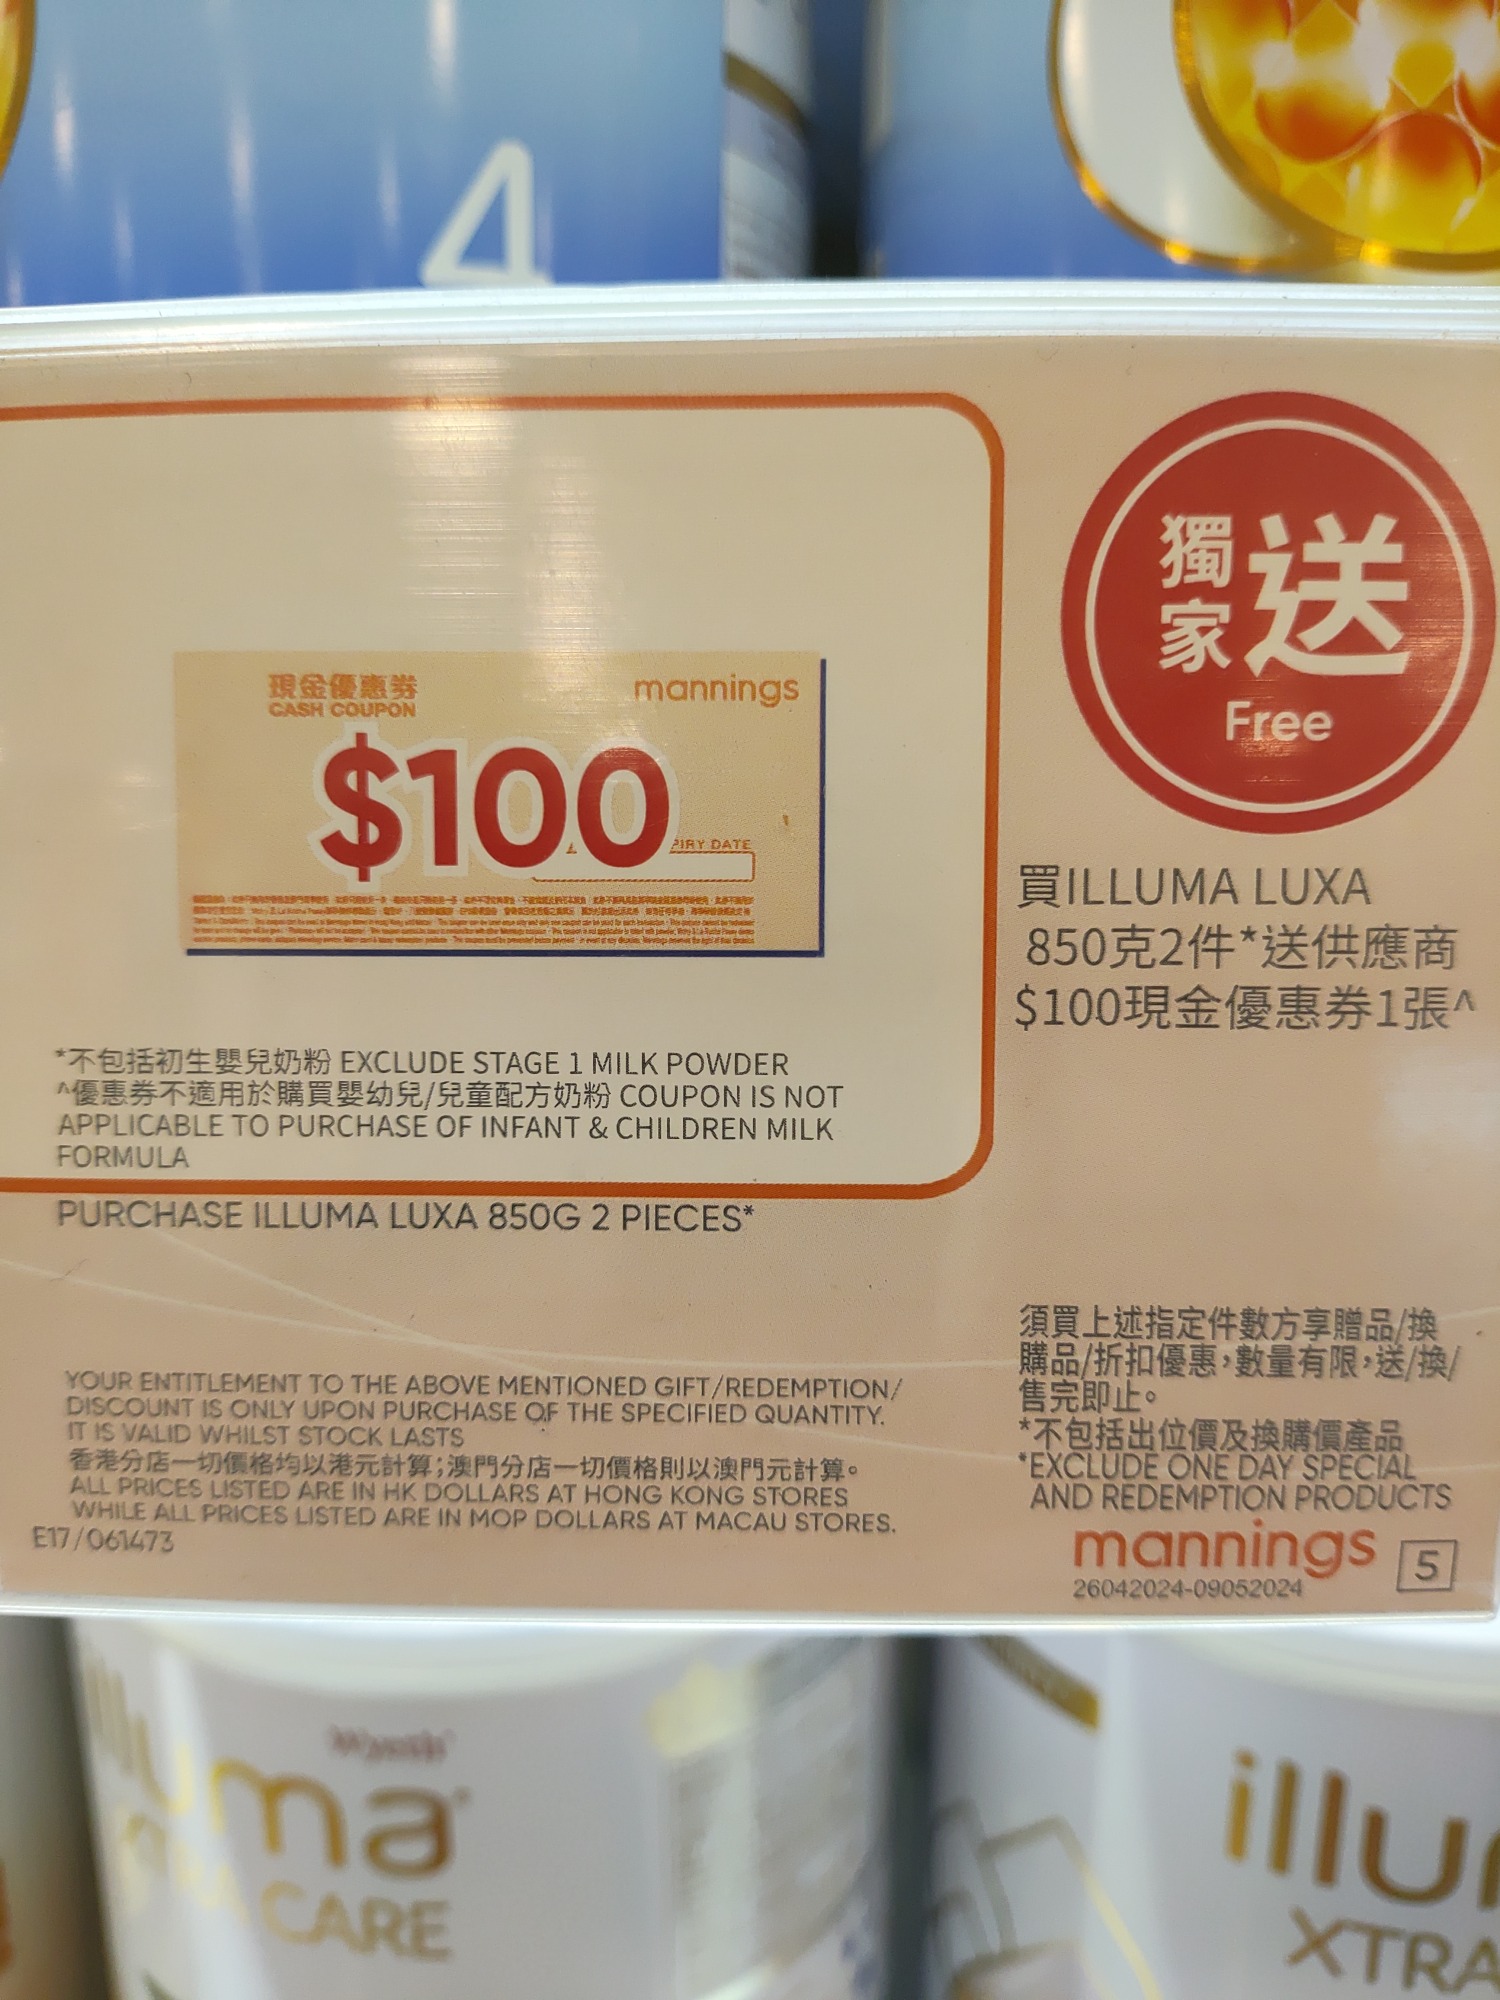 4
獨家送
Free
現金優惠券
CASH COUPON
mannings
$100
PIRY DATE
買ILLUMA LUXA
850克2件*送供應商
$100現金優惠券1張^
*不包括初生嬰兒奶粉 EXCLUDE STAGE 1 MILK POWDER
^優惠券不適用於購買嬰幼兒/兒童配方奶粉 COUPON IS NOT
APPLICABLE TO PURCHASE OF INFANT & CHILDREN MILK
FORMULA
PURCHASE ILLUMA LUXA 850G 2 PIECES*
須買上述指定件數方享贈品/換
購品/折扣優惠,數量有限,送/換/
售完即止。
*不包括出位價及換購價產品
*EXCLUDE ONE DAY SPECIAL
AND REDEMPTION PRODUCTS
YOUR ENTITLEMENT TO THE ABOVE MENTIONED GIFT/REDEMPTION/
DISCOUNT IS ONLY UPON PURCHASE OF THE SPECIFIED QUANTITY.
IT IS VALID WHILST STOCK LASTS
香港分店一切價格均以港元計算;澳門分店一切價格則以澳門元計算。
ALL PRICES LISTED ARE IN HK DOLLARS AT HONG KONG STORES
WHILE ALL PRICES LISTED ARE IN MOP DOLLARS AT MACAU STORES.
E17/061473
mannings 5
26042024-09052024
Wyeth
illuma
XTRA CARE
illu
XTRA